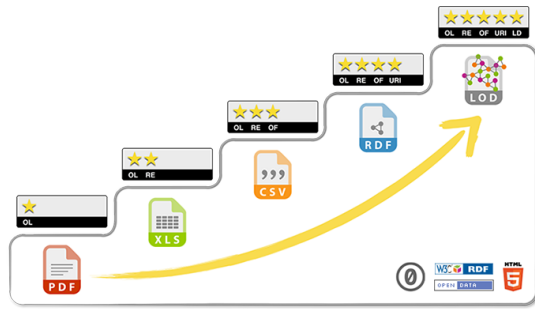 OL RE OF URI LD
LOD
OL RE OF URI
RDF
OL RE OF
CSV
OL RE
XLS
OL
PDF
0
W3C RDF
OPEN DATA
HTML
5